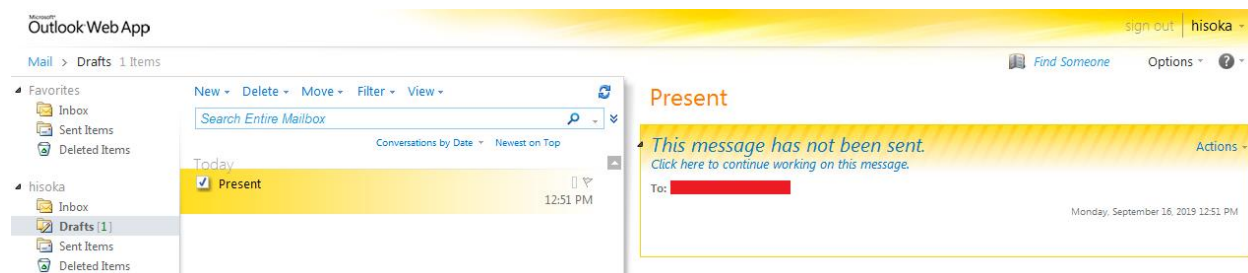 Microsoft®
Outlook Web App
sign out | hisoka
Mail > Drafts 1 Items
Find Someone Options ?
Favorites
Inbox
Sent Items
Deleted Items
hisoka
Inbox
Drafts [1]
Sent Items
Deleted Items
New Delete Move Filter View
Search Entire Mailbox
Conversations by Date Newest on Top
Today
Present
12:51 PM
Present
This message has not been sent.
Actions
Click here to continue working on this message.
To:
Monday, September 16, 2019 12:51 PM